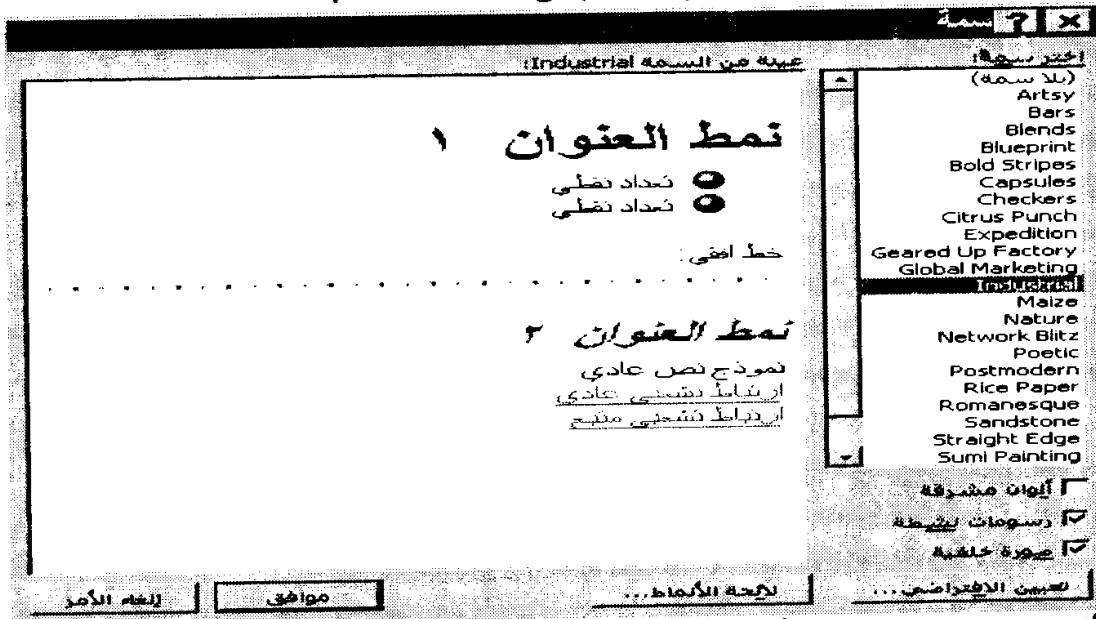 سمة
اختر سمة:
(بلا سمة)
Artsy
Bars
Blends
Blueprint
Bold Stripes
Capsules
Checkers
Citrus Punch
Expedition
Geared Up Factory
Global Marketing
Industrial
Maize
Nature
Network Blitz
Poetic
Postmodern
Rice Paper
Romanesque
Sandstone
Straight Edge
Sumi Painting
ألوان مشرقة
رسومات نشطة
صورة خلفية
عينة من السمة Industrial:
نمط العنوان ١
تعداد نقطي
تعداد نقطي
خط افقي:
نمط العنوان ٢
نموذج نص عادي
ارتباط تشعبي عادي
ارتباط تشعبي متبع
تعيين الافتراضي...
لائحة الأنماط...
موافق
إلغاء الأمر